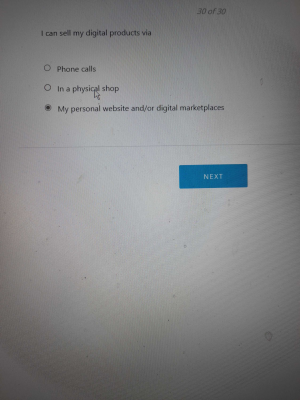 30 of 30
I can sell my digital products via
Phone calls
In a physical shop
My personal website and/or digital marketplaces
NEXT